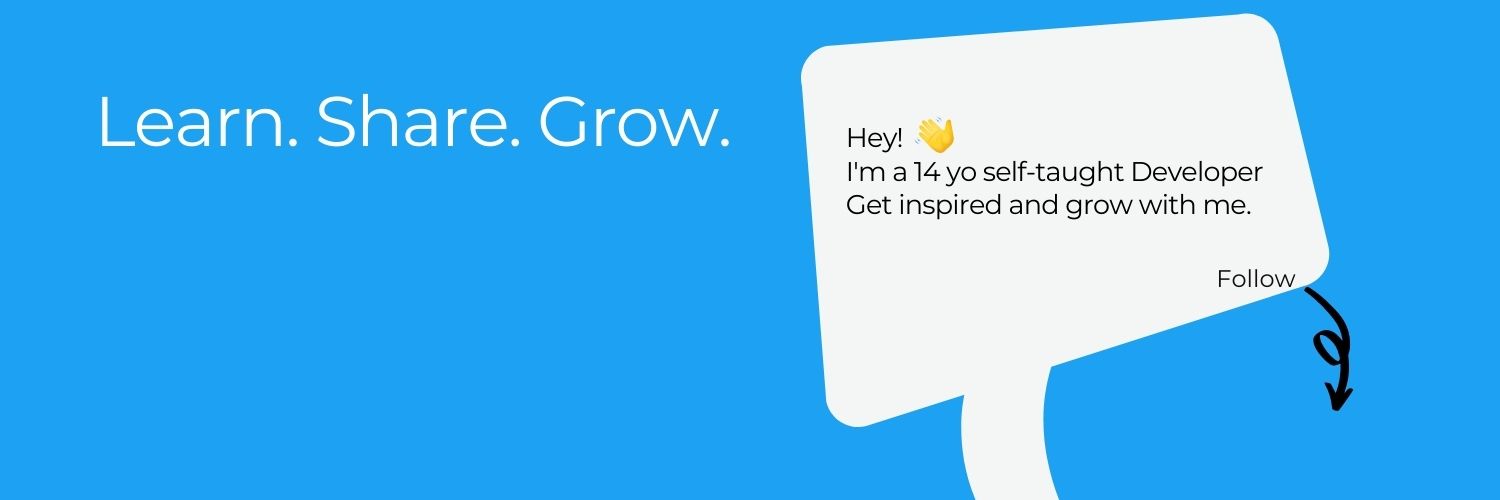 Learn. Share. Grow.
Hey! 👋
I'm a 14 yo self-taught Developer
Get inspired and grow with me.
Follow